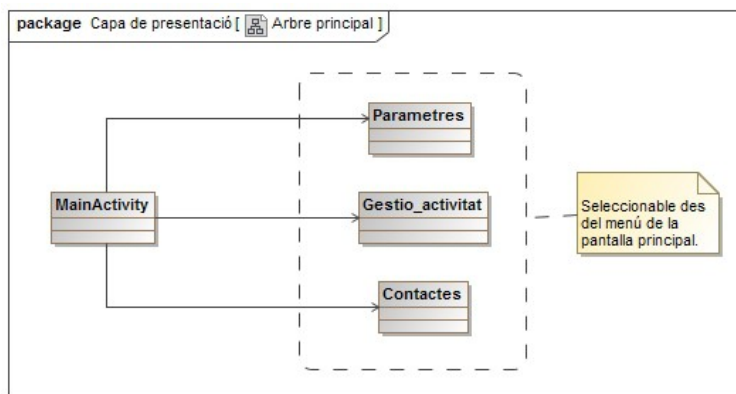 package Capa de presentació [ Arbre principal ]
Parametres
MainActivity
Gestio_activitat
Seleccionable des
del menú de la
pantalla principal.
Contactes